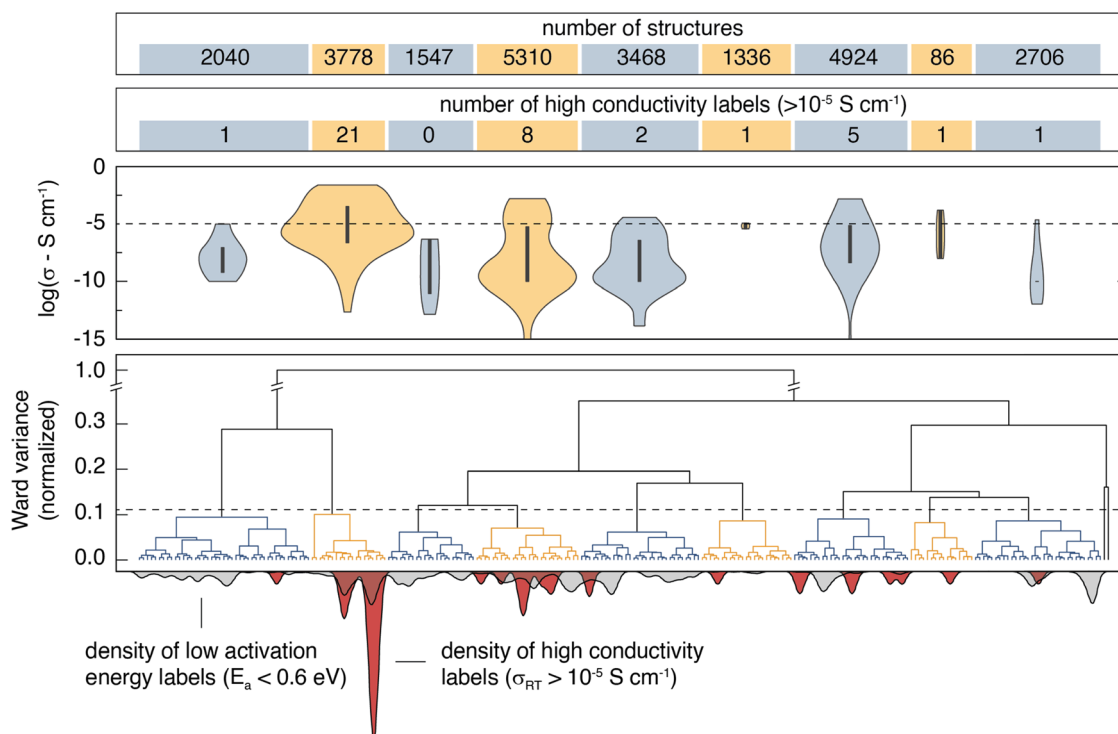 number of structures
2040 3778 1547 5310 3468 1336 4924 86 2706
number of high conductivity labels (>10⁻⁵ S cm⁻¹)
1 21 0 8 2 1 5 1 1
log(σ - S cm⁻¹)
0
-5
-10
-15
Ward variance
(normalized)
1.0
0.3
0.2
0.1
0.0
density of low activation
energy labels (Eₐ < 0.6 eV)
density of high conductivity
labels (σRT > 10⁻⁵ S cm⁻¹)